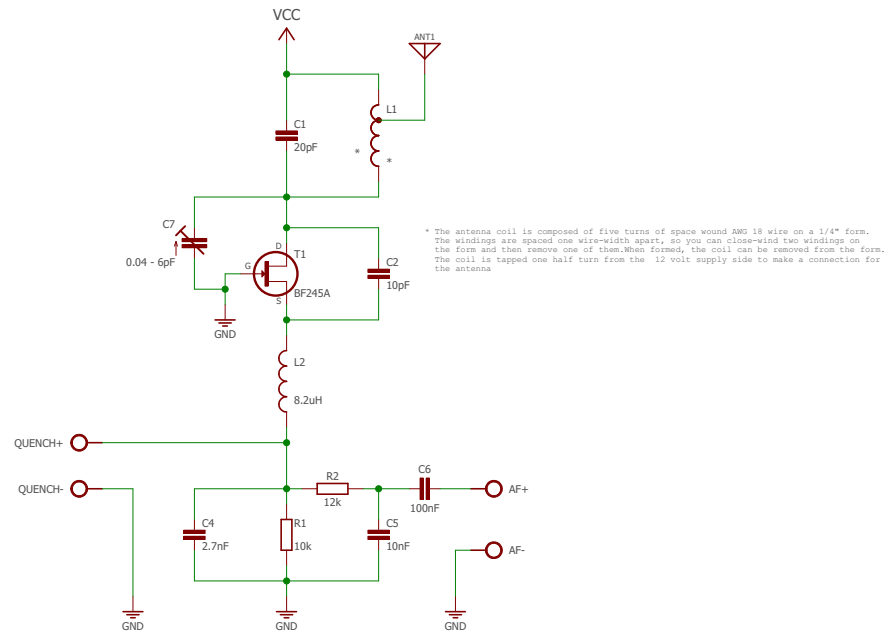 VCC
ANT1
L1
C1
20pF
*
*
C7
0.04 - 6pF
D
T1
G
S
BF245A
C2
10pF
GND
* The antenna coil is composed of five turns of space wound AWG 18 wire on a 1/4" form.
The windings are spaced one wire-width apart, so you can close-wind two windings on
the form and then remove one of them.When formed, the coil can be removed from the form.
The coil is tapped one half turn from the 12 volt supply side to make a connection for
the antenna
L2
8.2uH
QUENCH+
QUENCH-
R2
12k
C6
100nF
AF+
C4
2.7nF
R1
10k
C5
10nF
AF-
GND
GND
GND